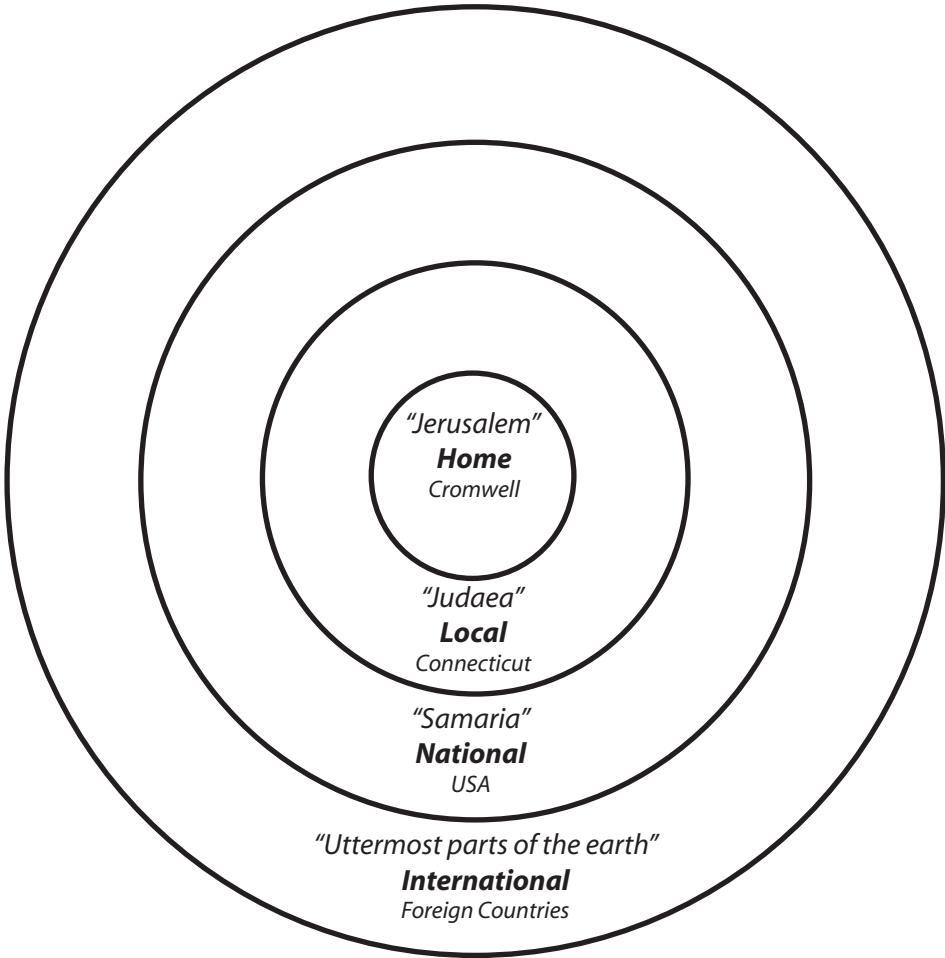 “Jerusalem”
Home
Cromwell
“Judaea”
Local
Connecticut
“Samaria”
National
USA
“Uttermost parts of the earth”
International
Foreign Countries